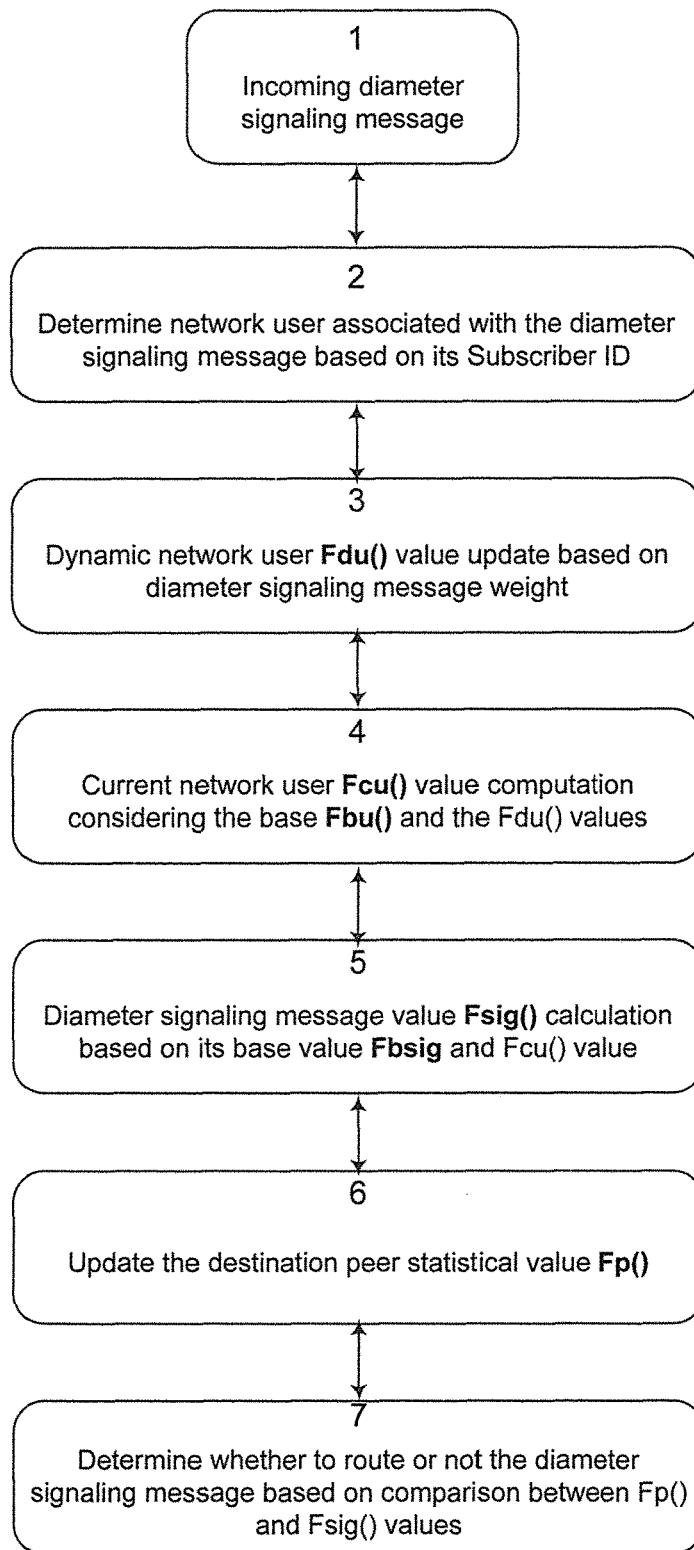 1
Incoming diameter
signaling message
2
Determine network user associated with the diameter
signaling message based on its Subscriber ID
3
Dynamic network user Fdu() value update based on
diameter signaling message weight
4
Current network user Fcu() value computation
considering the base Fbu() and the Fdu() values
5
Diameter signaling message value Fsig() calculation
based on its base value Fbsig and Fcu() value
6
Update the destination peer statistical value Fp()
7
Determine whether to route or not the diameter
signaling message based on comparison between Fp()
and Fsig() values